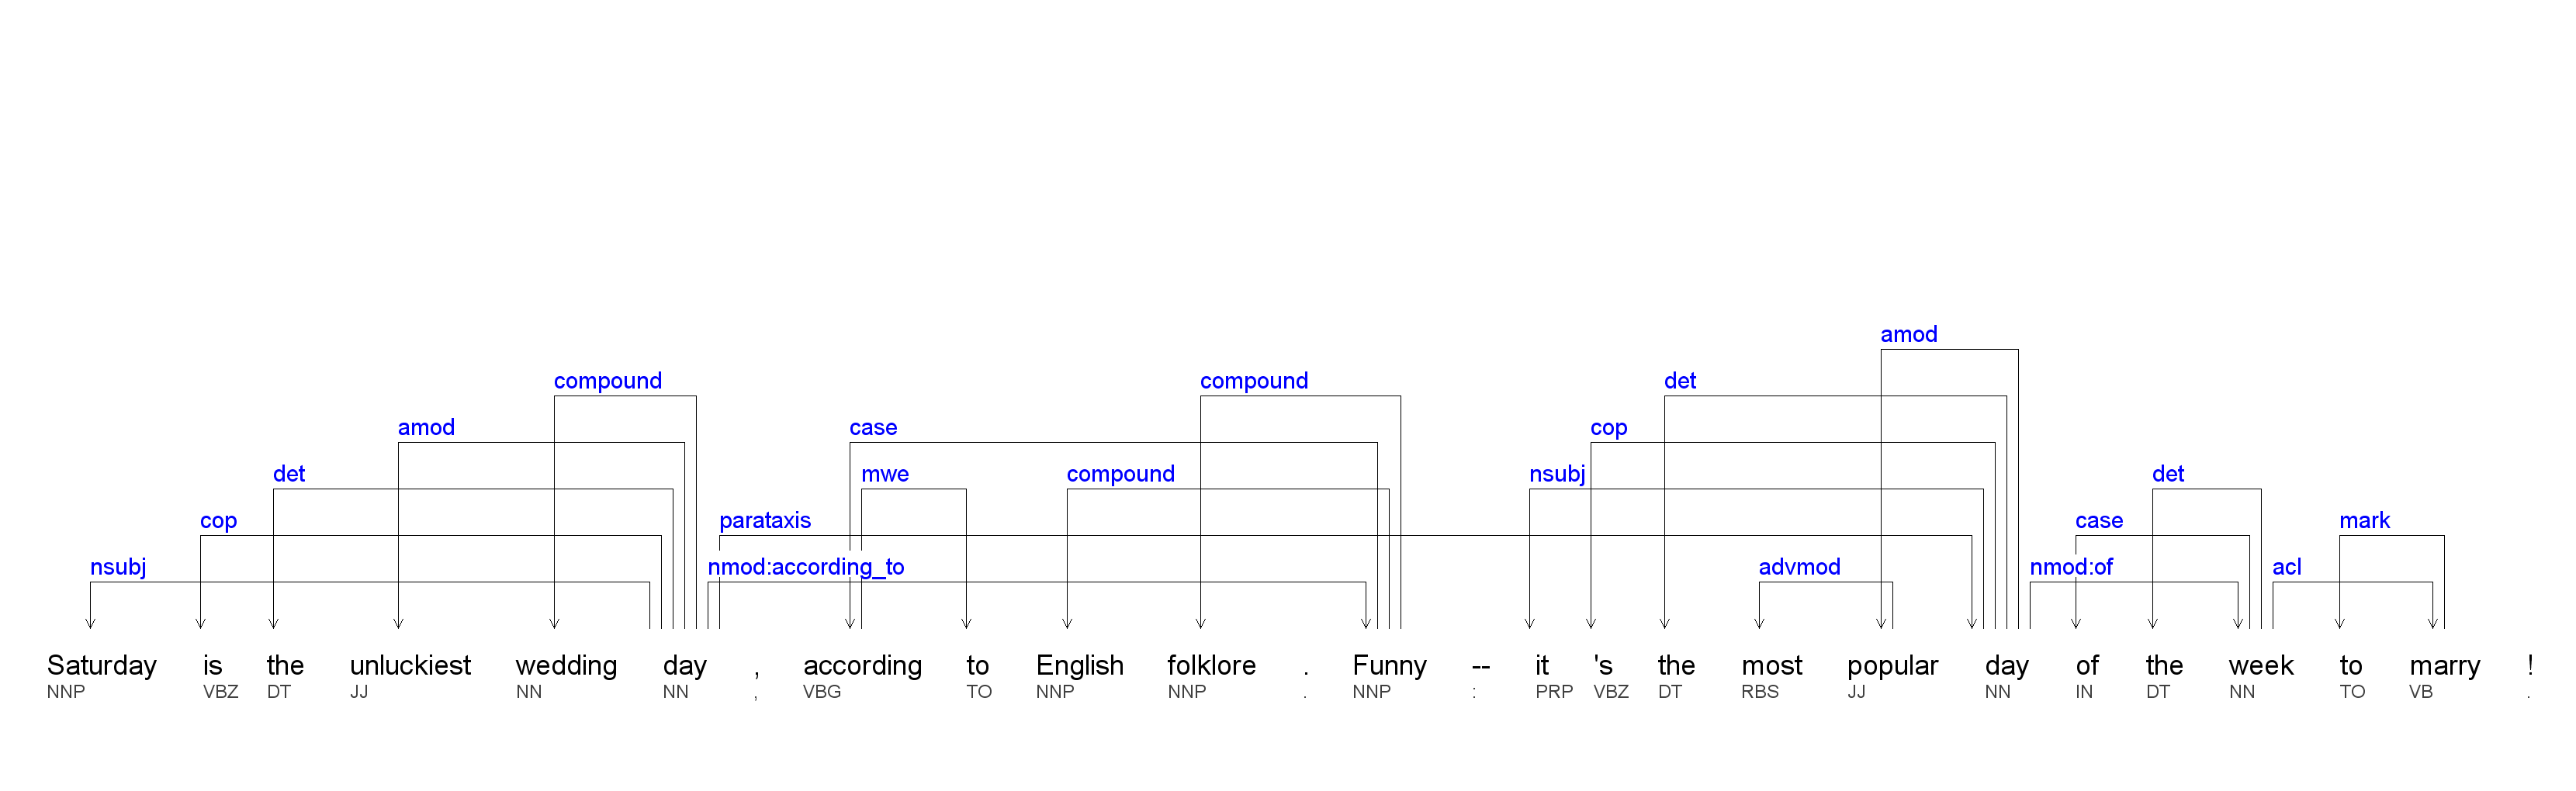 amod
compound compound det
amod case cop
det mwe compound nsubj det
cop parataxis case mark
nsubj nmod:according_to advmod nmod:of acl
Saturday is the unluckiest wedding day , according to English folklore . Funny -- it 's the most popular day of the week to marry !
NNP VBZ DT JJ NN NN , VBG TO NNP NNP . NNP : PRP VBZ DT RBS JJ NN IN DT NN TO VB .